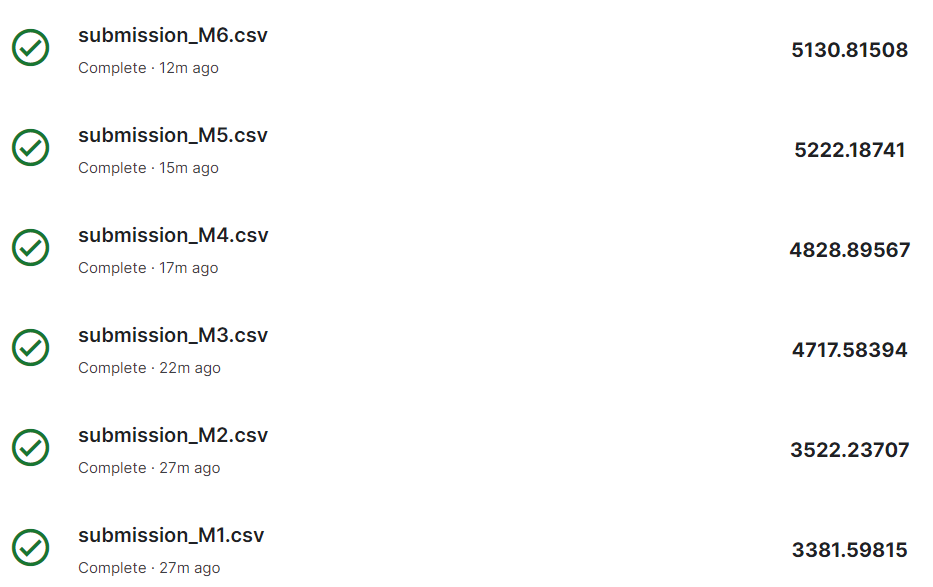 submission_M6.csv
5130.81508
Complete · 12m ago
submission_M5.csv
5222.18741
Complete · 15m ago
submission_M4.csv
4828.89567
Complete · 17m ago
submission_M3.csv
4717.58394
Complete · 22m ago
submission_M2.csv
3522.23707
Complete · 27m ago
submission_M1.csv
3381.59815
Complete · 27m ago